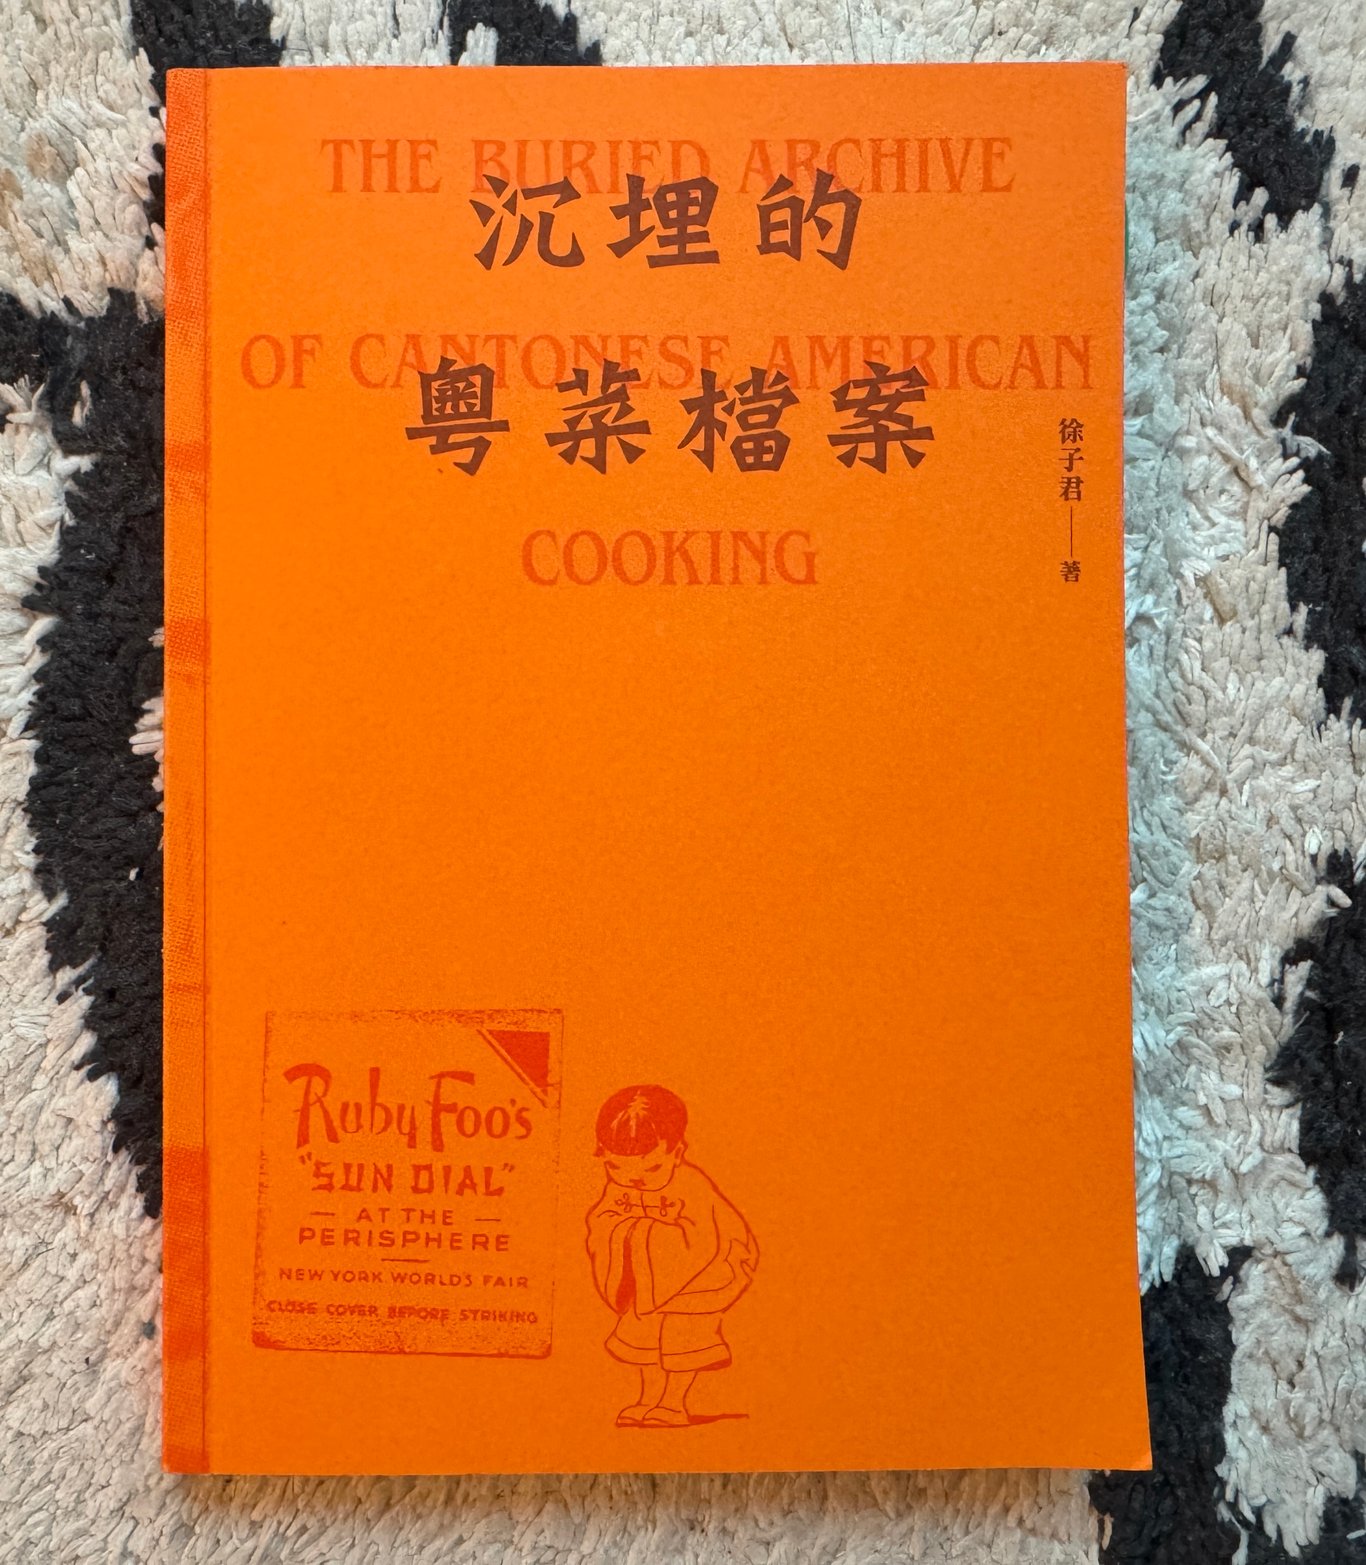 THE BURIED ARCHIVE
沉埋的
OF CANTONESE AMERICAN
粵菜檔案
COOKING
徐子君——著
Ruby Foo's
"SUN DIAL"
— AT THE —
PERISPHERE
NEW YORK WORLDS FAIR
CLOSE COVER BEFORE STRIKING